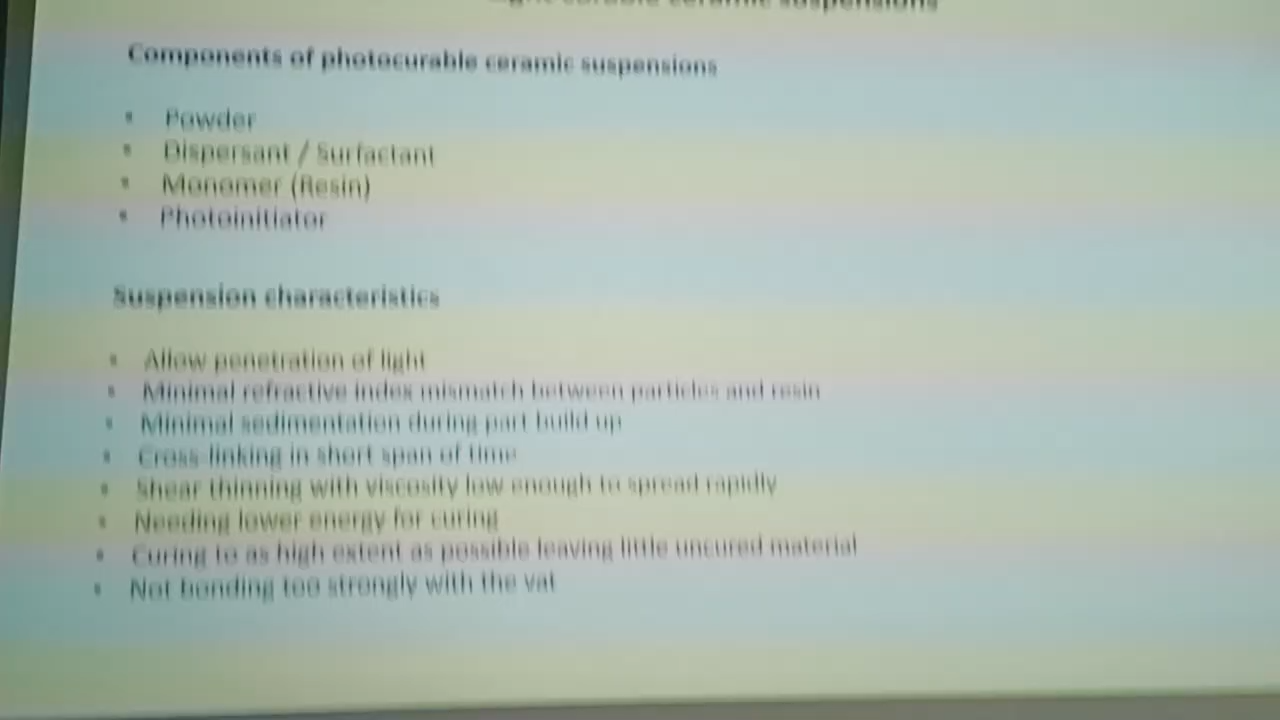 ceramic suspensions
Components of photocurable ceramic suspensions
• Powder
• Dispersant / Surfactant
• Monomer (Resin)
• Photoinitiator
Suspension characteristics
• Allow penetration of light
• Minimal refractive index mismatch between particles and resin
• Minimal sedimentation during part build up
• Cross-linking in short span of time
• Shear thinning with viscosity low enough to spread rapidly
• Needing lower energy for curing
• Curing to as high extent as possible leaving little uncured material
• Not bonding too strongly with the vat